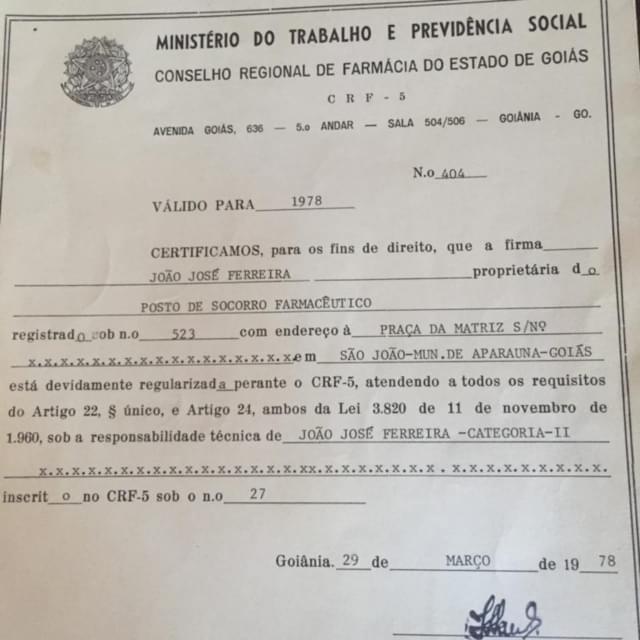 MINISTÉRIO DO TRABALHO E PREVIDÊNCIA SOCIAL
CONSELHO REGIONAL DE FARMÁCIA DO ESTADO DE GOIÁS
C R F - 5
AVENIDA GOIÁS, 636 — 5.o ANDAR — SALA 504/506 — GOIÂNIA - GO.
N.o 404
VÁLIDO PARA 1978
CERTIFICAMOS, para os fins de direito, que a firma
JOÃO JOSÉ FERREIRA proprietária do
POSTO DE SOCORRO FARMACÊUTICO
registrado sob n.o 523 com endereço à PRAÇA DA MATRIZ S/Nº
x.x.x.x.x.x.x.x.x.x.x.x.x.x.x.x.x.em SÃO JOÃO-MUN.DE APARAUNA-GOIÁS
está devidamente regularizada perante o CRF-5, atendendo a todos os requisitos
do Artigo 22, § único, e Artigo 24, ambos da Lei 3.820 de 11 de novembro de
1.960, sob a responsabilidade técnica de JOÃO JOSÉ FERREIRA -CATEGORIA-II
x.x.x.x.x.x.x.x.x.x.x.x.x.x.x.x.xx.x.x.x.x.x.x.x . x.x.x.x.x.x.x.x.x.
inscrito no CRF-5 sob o n.o 27
Goiânia. 29 de MARÇO de 1978